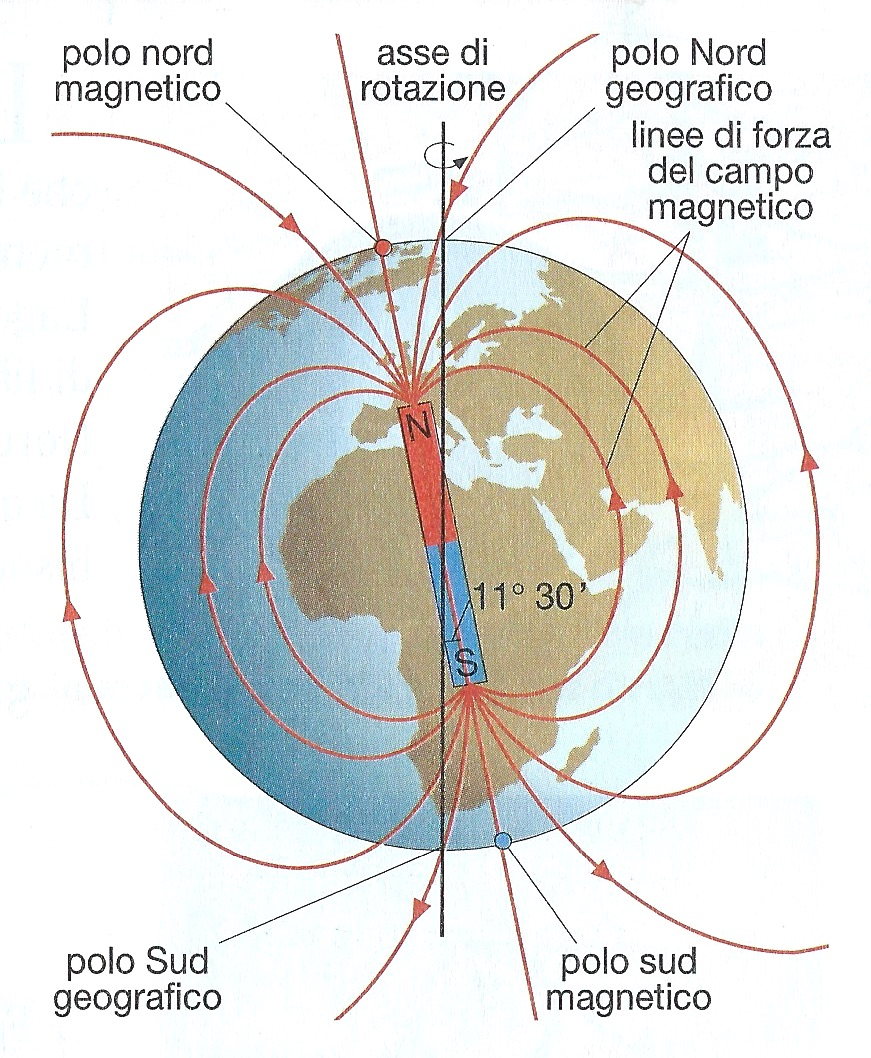 polo nord
magnetico
asse di
rotazione
polo Nord
geografico
linee di forza
del campo
magnetico
N
11° 30’
S
polo Sud
geografico
polo sud
magnetico